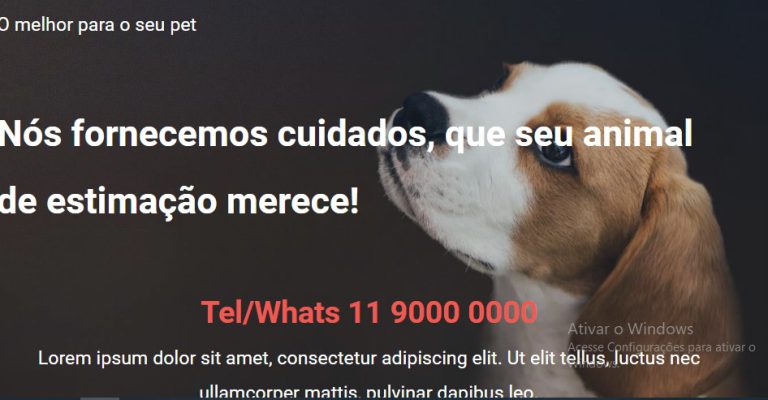 O melhor para o seu pet
Nós fornecemos cuidados, que seu animal
de estimação merece!
Tel/Whats 11 9000 0000
Ativar o Windows
Acesse Configurações para ativar o
Windows.
Lorem ipsum dolor sit amet, consectetur adipiscing elit. Ut elit tellus, luctus nec
ullamcorper mattis, pulvinar dapibus leo.